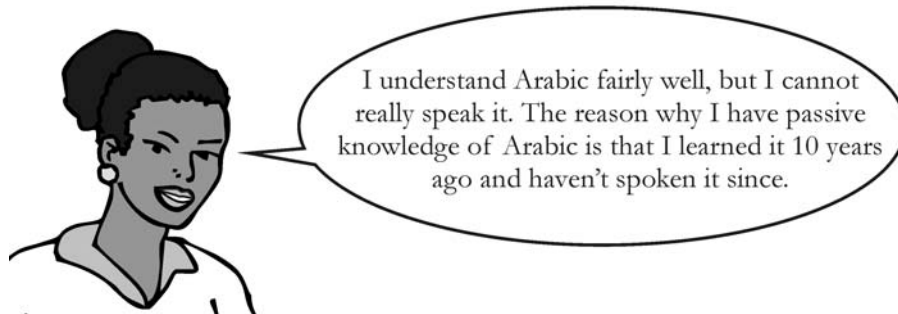 I understand Arabic fairly well, but I cannot
really speak it. The reason why I have passive
knowledge of Arabic is that I learned it 10 years
ago and haven’t spoken it since.